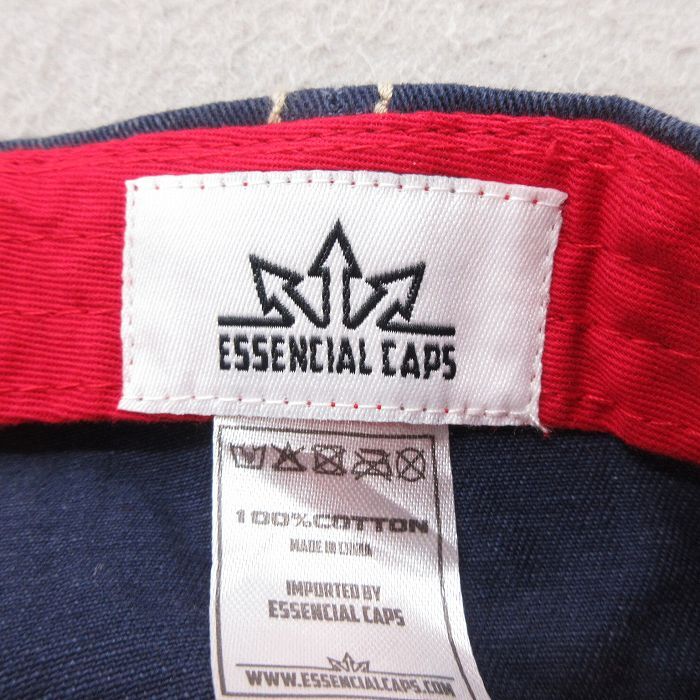 ESSENCIAL CAPS
100% COTTON
MADE IN CHINA
IMPORTED BY
ESSENCIAL CAPS
WWW.ESSENCIALCAPS.COM